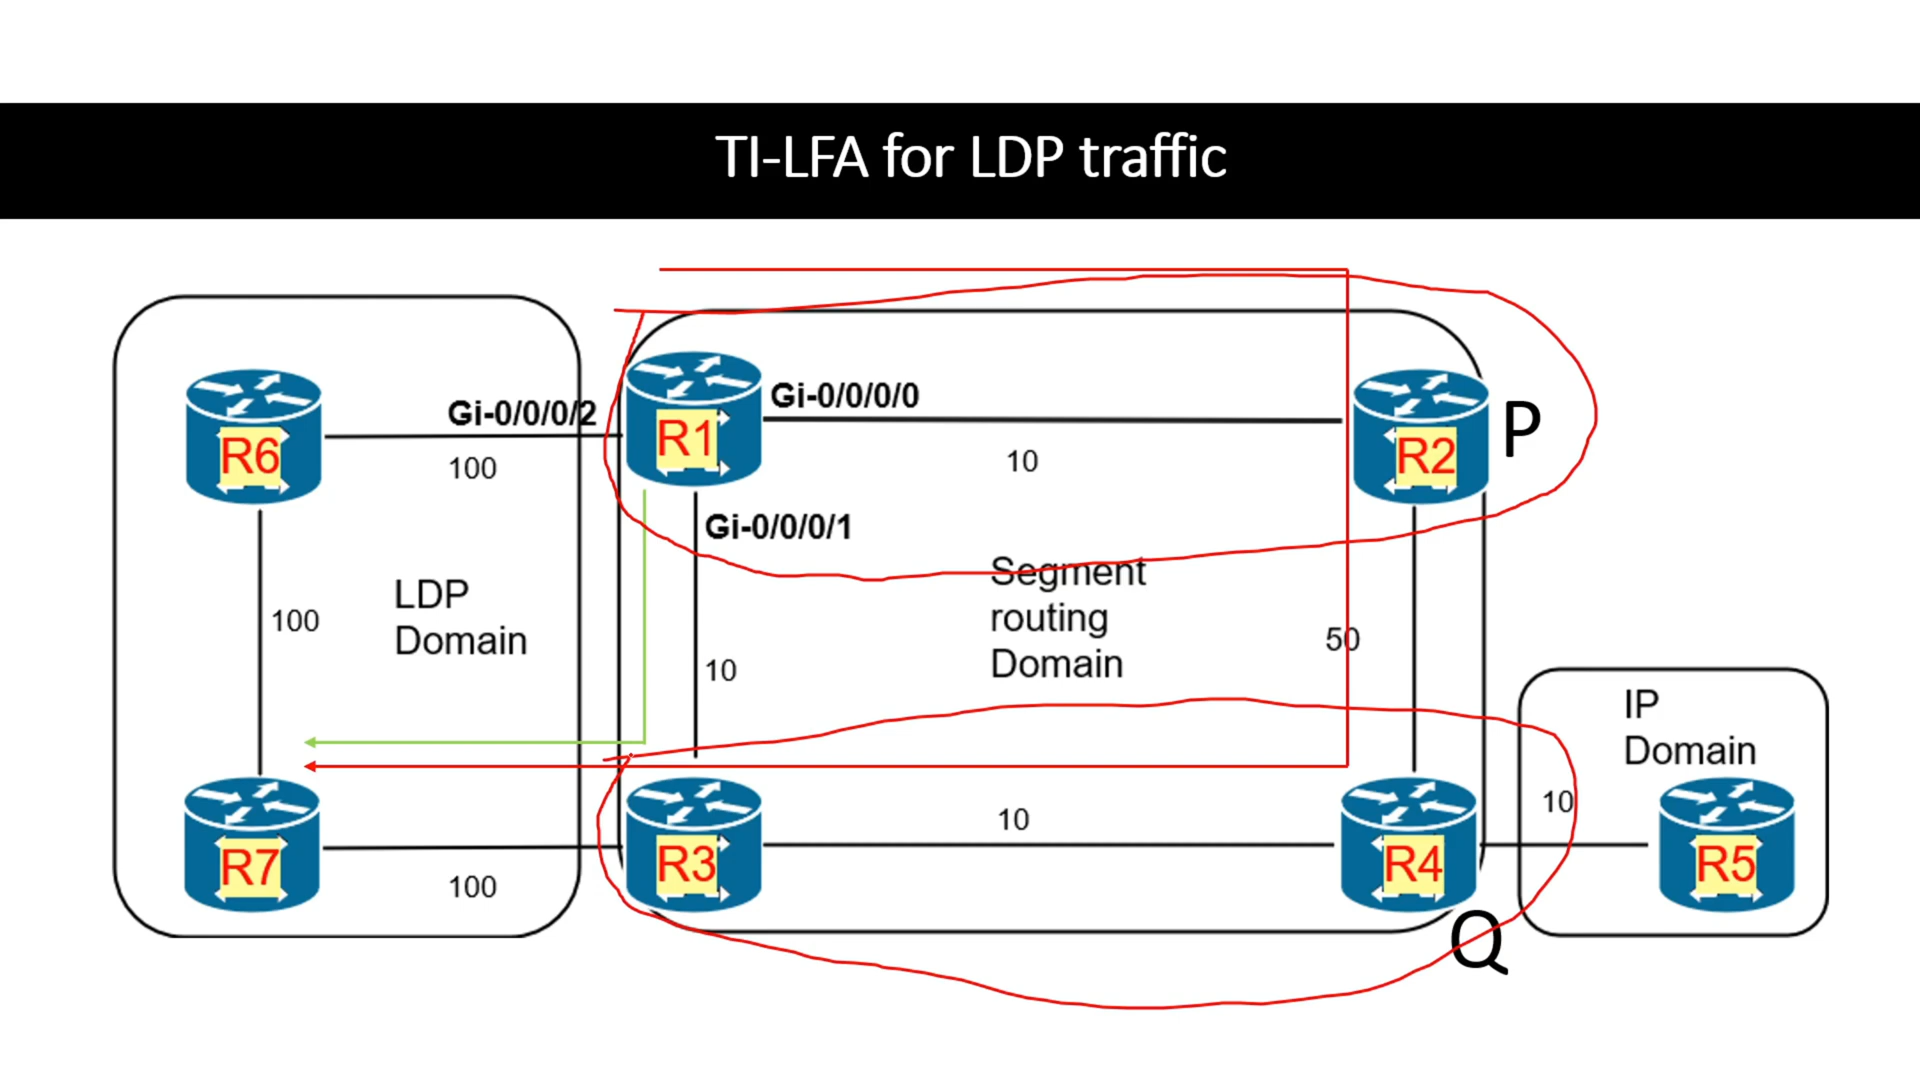 TI-LFA for LDP traffic
R6
Gi-0/0/0/2
100
R1
Gi-0/0/0/0
10
R2
P
Gi-0/0/0/1
100
LDP
Domain
10
Segment
routing
Domain
50
IP
Domain
R7
100
R3
10
R4
10
R5
Q